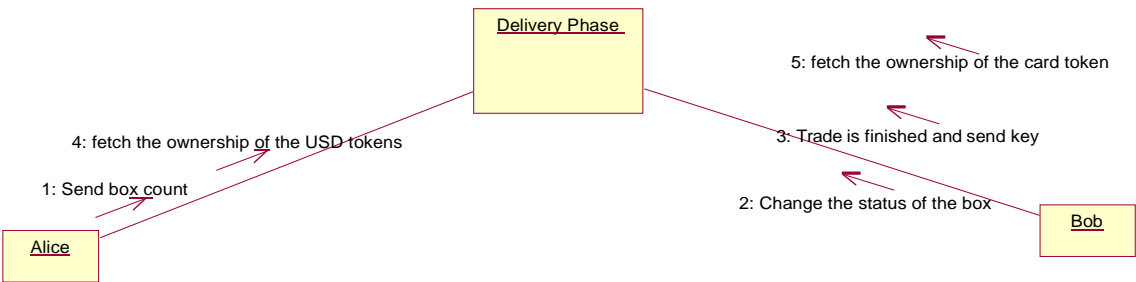 Delivery Phase
5: fetch the ownership of the card token
4: fetch the ownership of the USD tokens
3: Trade is finished and send key
1: Send box count
2: Change the status of the box
Alice
Bob